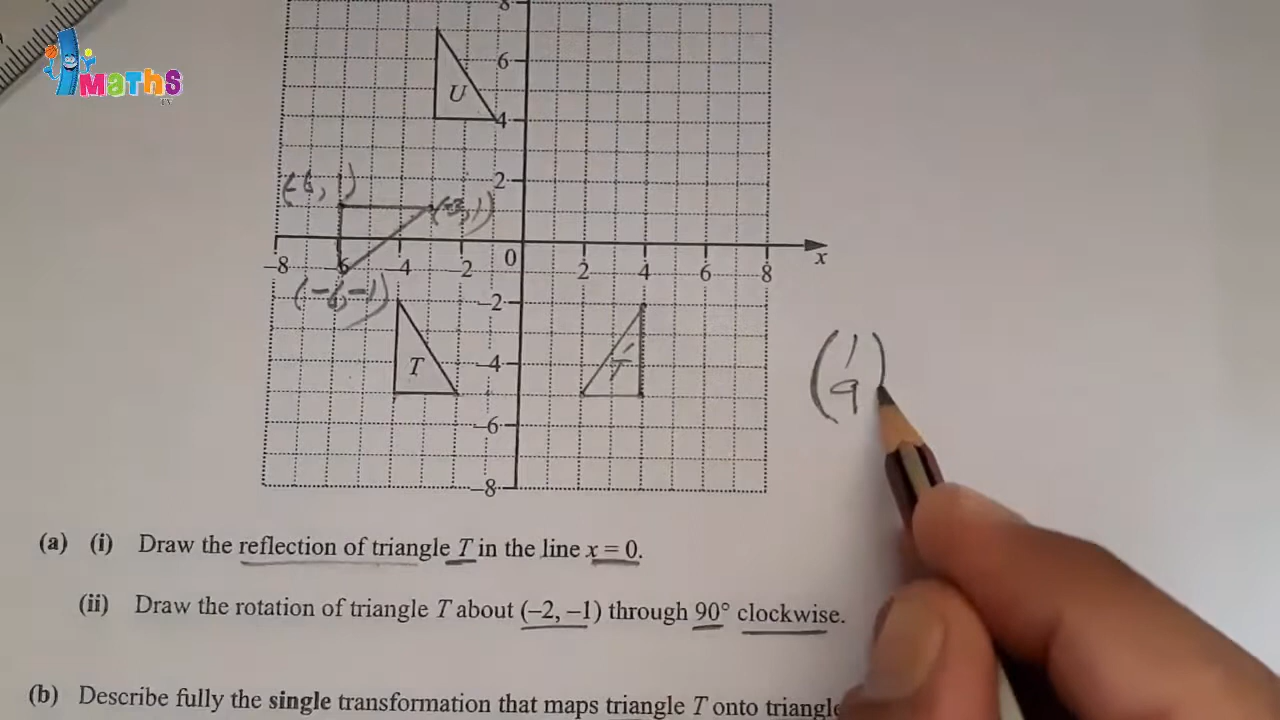 MATHS
TV
8
6
U
4
(-6, 1)
2
(-3, 1)
-8 -6 -4 -2 0 2 4 6 8 x
(-6, -1)
-2
T
-4
T'
-6
-8
(1
9)
(a) (i) Draw the reflection of triangle T in the line x = 0.
(ii) Draw the rotation of triangle T about (–2, –1) through 90° clockwise.
(b) Describe fully the single transformation that maps triangle T onto triangle